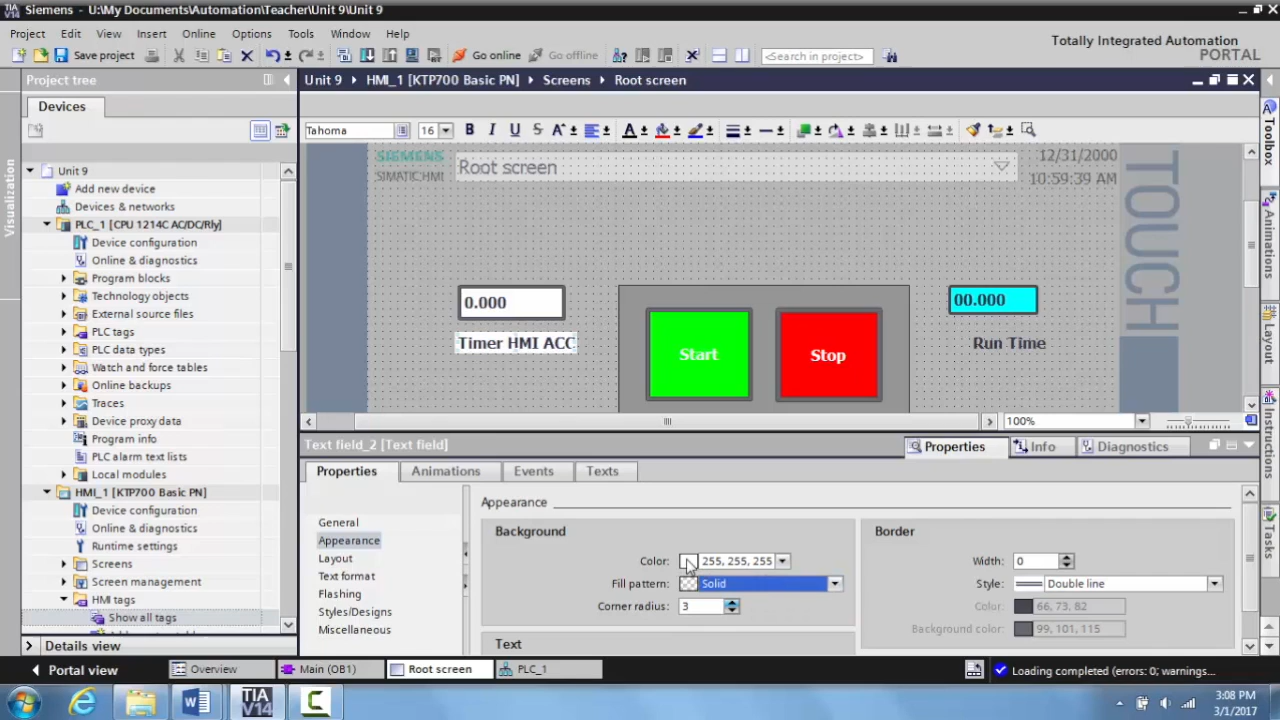 TIA
V14
Siemens - U:\My Documents\Automation\Teacher\Unit 9\Unit 9
Project Edit View Insert Online Options Tools Window Help
Totally Integrated Automation
PORTAL
Save project
Go online
Go offline
<Search in project>
Project tree
Unit 9
HMI_1 [KTP700 Basic PN]
Screens
Root screen
Devices
Visualization
Tahoma
16
B I U S A
Unit 9
Add new device
Devices & networks
PLC_1 [CPU 1214C AC/DC/Rly]
Device configuration
Online & diagnostics
Program blocks
Technology objects
External source files
PLC tags
PLC data types
Watch and force tables
Online backups
Traces
Device proxy data
Program info
PLC alarm text lists
Local modules
HMI_1 [KTP700 Basic PN]
Device configuration
Online & diagnostics
Runtime settings
Screens
Screen management
HMI tags
Show all tags
Details view
SIEMENS
SIMATIC HMI
Root screen
12/31/2000
10:59:39 AM
TOUCH
0.000
Timer HMI ACC
Start
Stop
00.000
Run Time
100%
Toolbox
Animations
Layout
Instructions
Tasks
Text field_2 [Text field]
Properties
Info
Diagnostics
Properties
Animations
Events
Texts
General
Appearance
Layout
Text format
Flashing
Styles/Designs
Miscellaneous
Appearance
Background
Color: 255, 255, 255
Fill pattern: Solid
Corner radius: 3
Text
Border
Width: 0
Style: Double line
Color: 66, 73, 82
Background color: 99, 101, 115
Portal view
Overview
Main (OB1)
Root screen
PLC_1
Loading completed (errors: 0; warnings...
TIA
V14
3:08 PM
3/1/2017